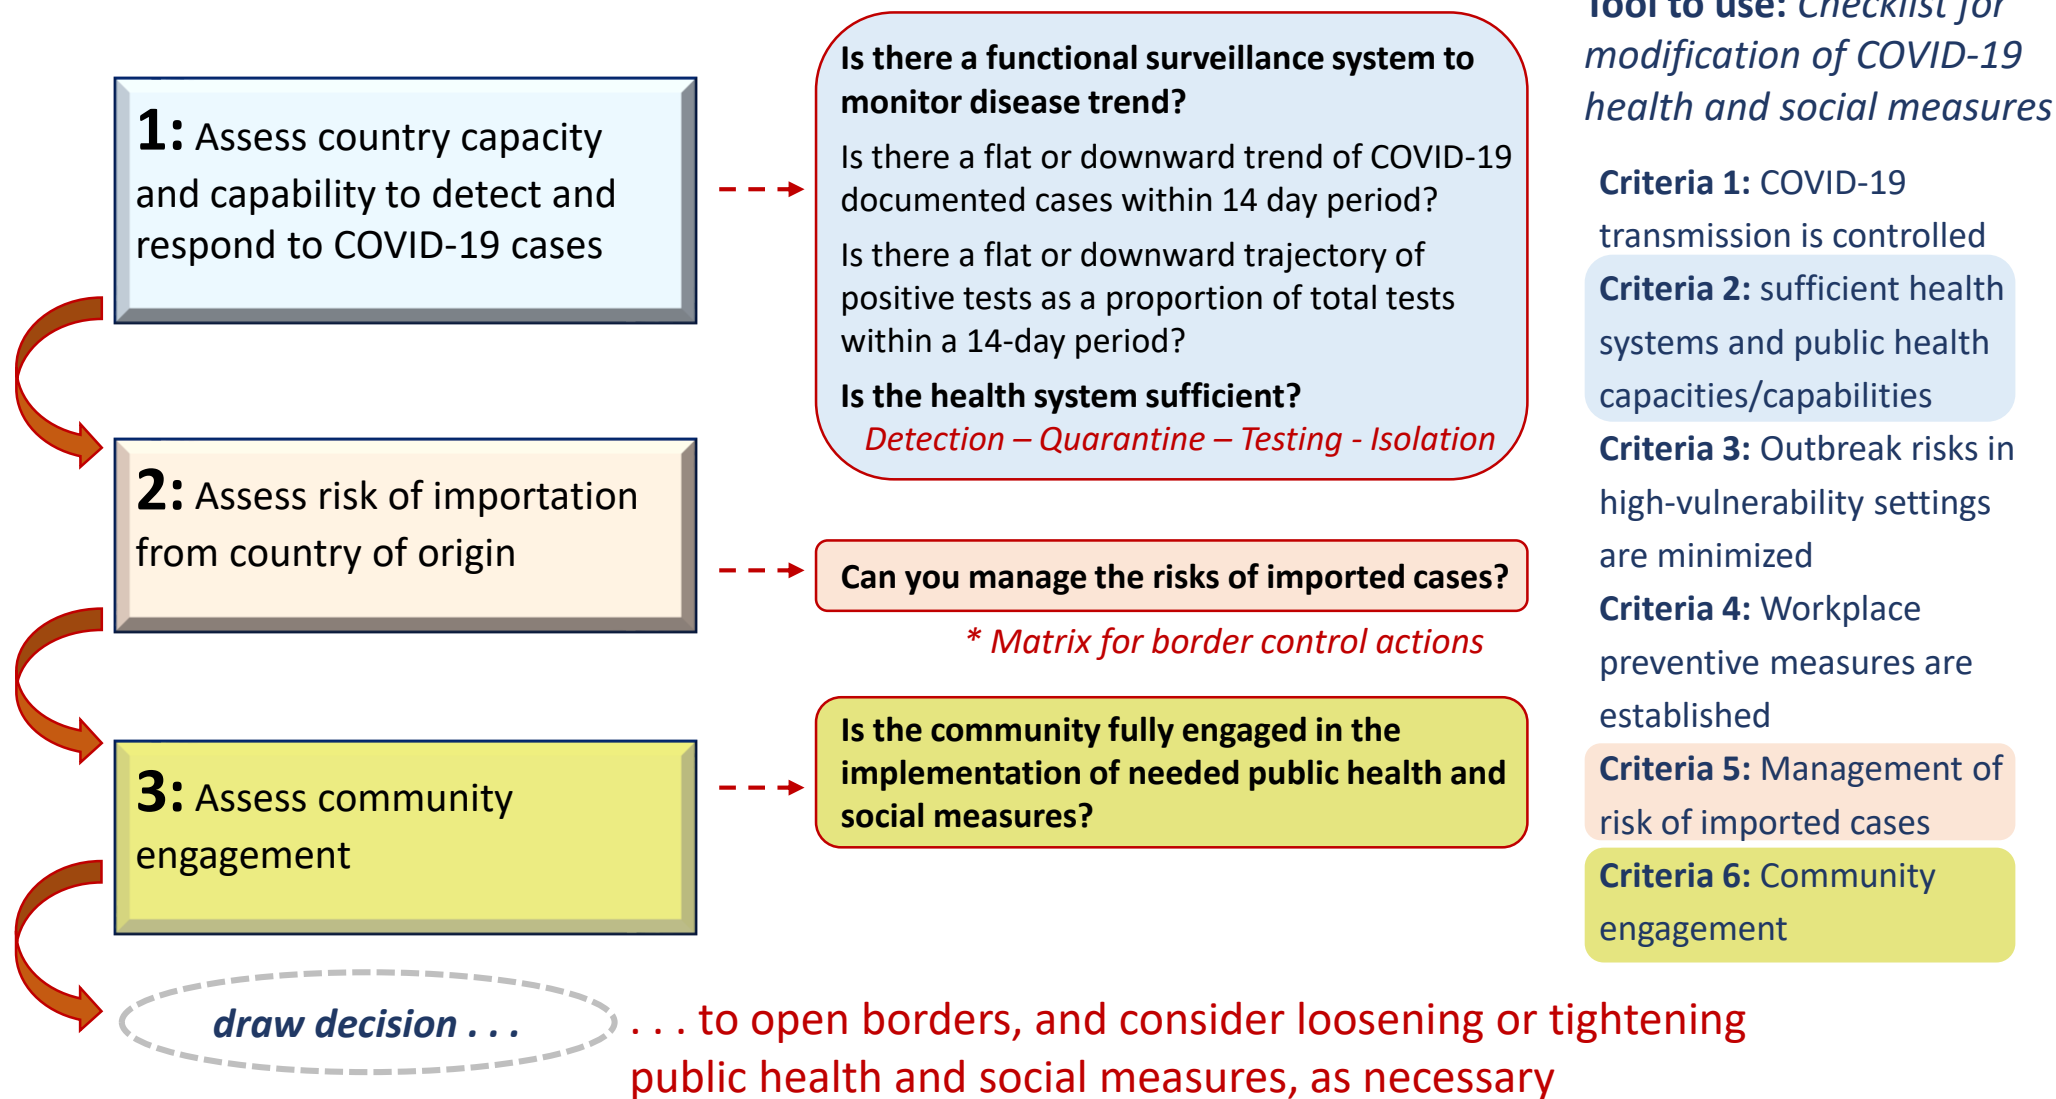 1: Assess country capacity
and capability to detect and
respond to COVID-19 cases
Is there a functional surveillance system to
monitor disease trend?
Is there a flat or downward trend of COVID-19
documented cases within 14 day period?
Is there a flat or downward trajectory of
positive tests as a proportion of total tests
within a 14-day period?
Is the health system sufficient?
Detection – Quarantine – Testing - Isolation
2: Assess risk of importation
from country of origin
Can you manage the risks of imported cases?
* Matrix for border control actions
3: Assess community
engagement
Is the community fully engaged in the
implementation of needed public health and
social measures?
draw decision . . .
. . . to open borders, and consider loosening or tightening
public health and social measures, as necessary
Tool to use: Checklist for
modification of COVID-19
health and social measures
Criteria 1: COVID-19
transmission is controlled
Criteria 2: sufficient health
systems and public health
capacities/capabilities
Criteria 3: Outbreak risks in
high-vulnerability settings
are minimized
Criteria 4: Workplace
preventive measures are
established
Criteria 5: Management of
risk of imported cases
Criteria 6: Community
engagement